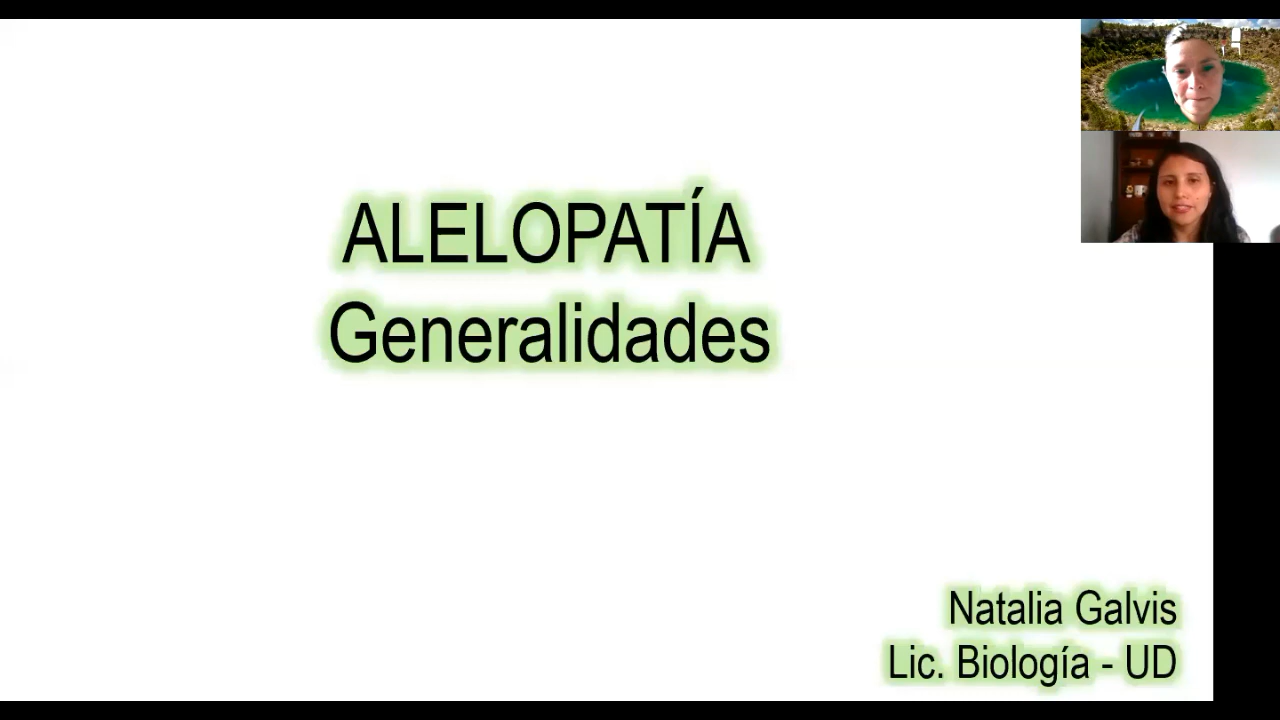 ALELOPATÍA
Generalidades
Natalia Galvis
Lic. Biología - UD